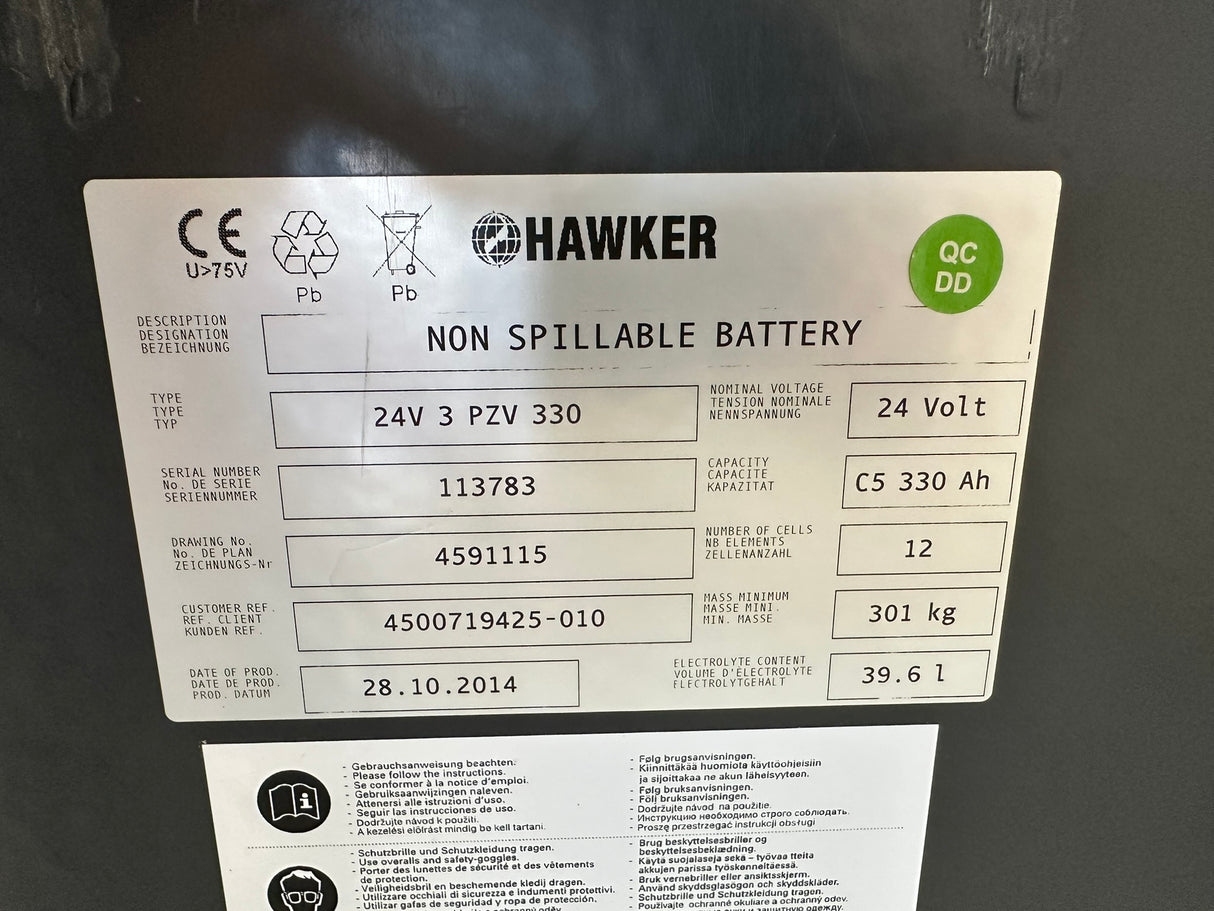 CE
U>75V
Pb
Pb
HAWKER
QC
DD
DESCRIPTION
DESIGNATION
BEZEICHNUNG
NON SPILLABLE BATTERY
TYPE
TYPE
TYP
24V 3 PZV 330
NOMINAL VOLTAGE
TENSION NOMINALE
NENNSPANNUNG
24 Volt
SERIAL NUMBER
No. DE SERIE
SERIENNUMMER
113783
CAPACITY
CAPACITE
KAPAZITAT
C5 330 Ah
DRAWING No.
No. DE PLAN
ZEICHNUNGS-Nr
4591115
NUMBER OF CELLS
NB ELEMENTS
ZELLENANZAHL
12
CUSTOMER REF.
REF. CLIENT
KUNDEN REF.
4500719425-010
MASS MINIMUM
MASSE MINI.
MIN. MASSE
301 kg
DATE OF PROD.
DATE DE PROD.
PROD. DATUM
28.10.2014
ELECTROLYTE CONTENT
VOLUME D'ELECTROLYTE
ELECTROLYTGEHALT
39.6 l
- Gebrauchsanweisung beachten.
- Please follow the instructions.
- Se conformer à la notice d'emploi.
- Gebruiksaanwijzingen naleven.
- Attenersi alle istruzioni d'uso.
- Seguir las instrucciones de uso.
- Dodržujte návod k použití.
- A kezelési előírást mindig be kell tartani.
- Følg brugsanvisningen.
- Kiinnittäkää huomiota käyttöohjeisiin
ja sijoittakaa ne akun läheisyyteen.
- Følg bruksanvisningen.
- Följ bruksanvisningen.
- Dodržujte návod na použitie.
- Инструкцию необходимо строго соблюдать.
- Proszę przestrzegać instrukcji obsługi
- Schutzbrille und Schutzkleidung tragen.
- Use overalls and safety-goggles.
- Porter des lunettes de sécurité et des vêtements
de protection.
- Veiligheidsbril en beschemende kledij dragen.
- Utilizzare occhiali di sicurezza e indumenti protettivi.
- Utilizar gafas de seguridad y ropa de protección.
- Brug beskyttelsesbriller og
beskyttelsesbeklædning.
- Käytä suojalaseja sekä – työvaatteita
akkujen parissa työskenneltäessä.
- Bruk vernebriller eller ansiktsskjerm.
- Använd skyddsglasögon och skyddskläder.
- Schutzbrille und Schutzkleidung tragen.
- Používajte ochranné okuliare a ochranný odev.